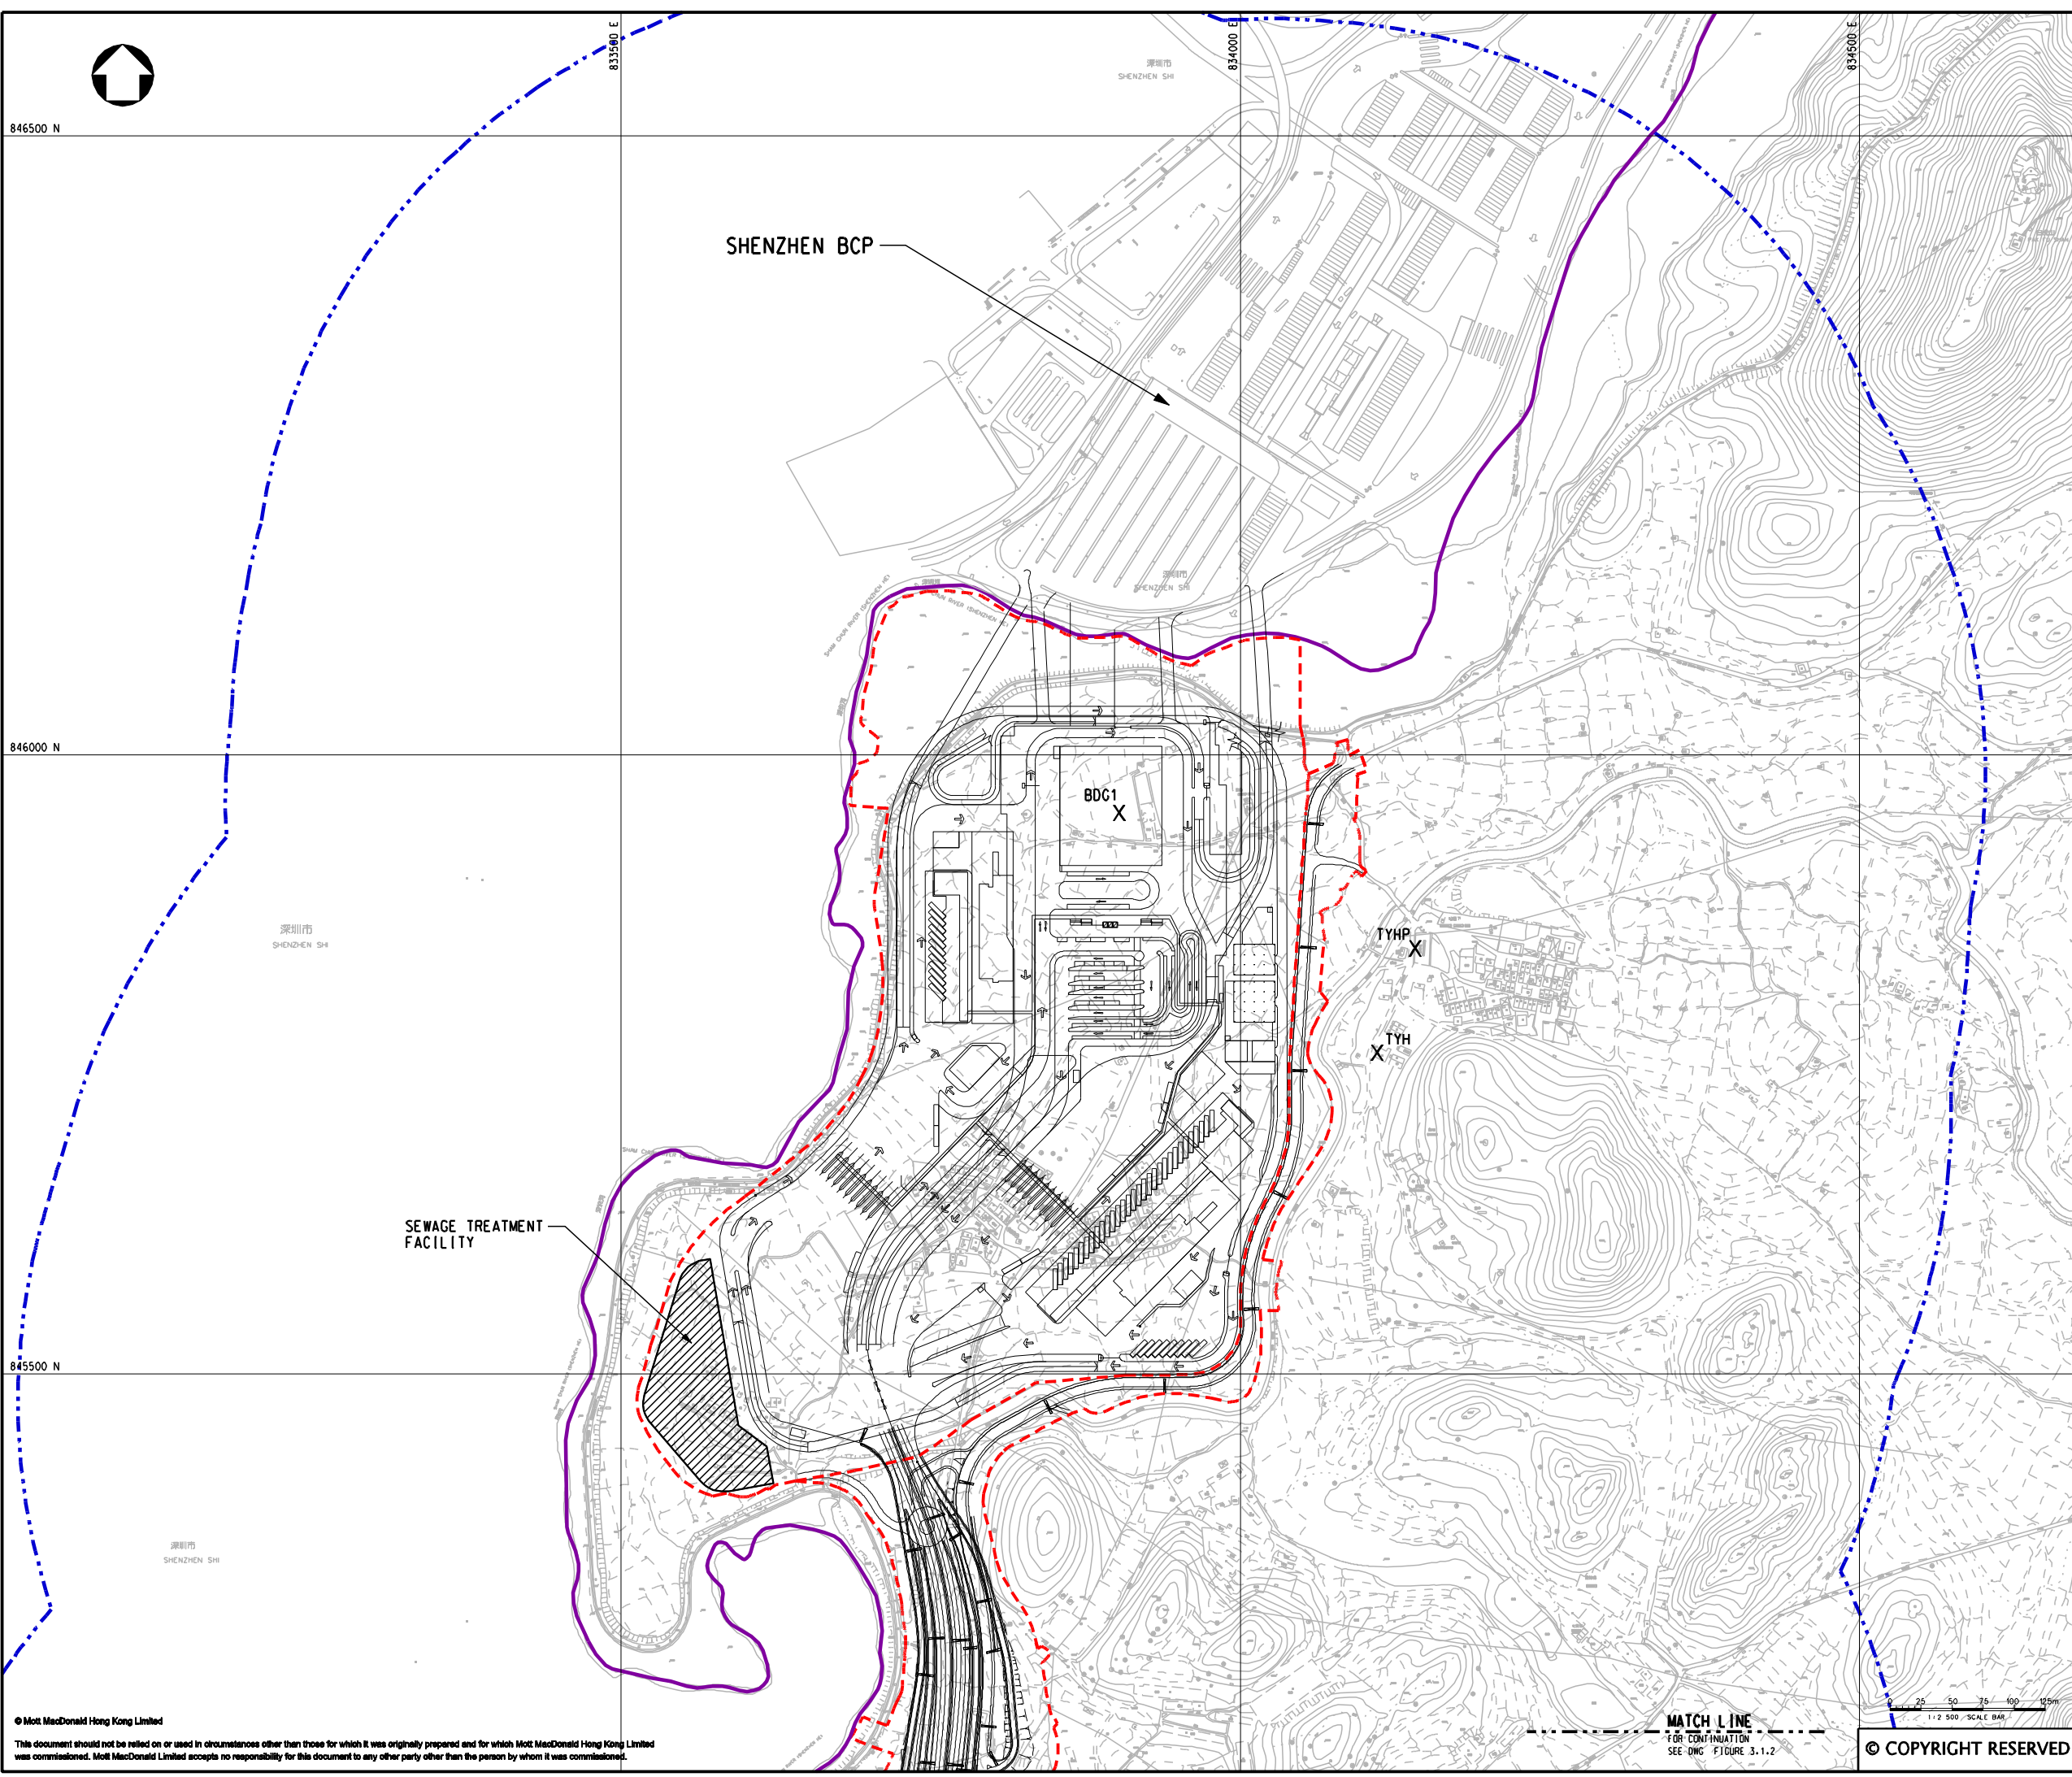 833500 E
834000 E
834500 E
深圳市
SHENZHEN SHI
846500 N
SHENZHEN BCP
深圳市
SHENZHEN SHI
846000 N
BDG1
X
深圳市
SHENZHEN SHI
TYHP
X
TYH
X
SEWAGE TREATMENT
FACILITY
845500 N
深圳市
SHENZHEN SHI
0 25 50 75 100 125m
1:2 500 SCALE BAR
MATCH LINE
FOR CONTINUATION
SEE DWG FIGURE 3.1.2
© Mott MacDonald Hong Kong Limited
This document should not be relied on or used in circumstances other than those for which it was originally prepared and for which Mott MacDonald Hong Kong Limited
was commissioned. Mott MacDonald Limited accepts no responsibility for this document to any other party other than the person by whom it was commissioned.
© COPYRIGHT RESERVED